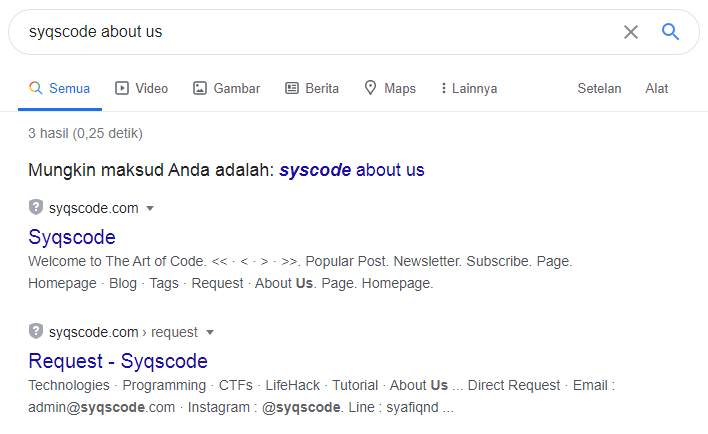 syqscode about us
Semua Video Gambar Berita Maps Lainnya Setelan Alat
3 hasil (0,25 detik)
Mungkin maksud Anda adalah: syscode about us
syqscode.com
Syqscode
Welcome to The Art of Code. << · < · > · >>. Popular Post. Newsletter. Subscribe. Page.
Homepage · Blog · Tags · Request · About Us. Page. Homepage.
syqscode.com › request
Request - Syqscode
Technologies · Programming · CTFs · LifeHack · Tutorial · About Us ... Direct Request · Email :
admin@syqscode.com · Instagram : @syqscode. Line : syafiqnd ...